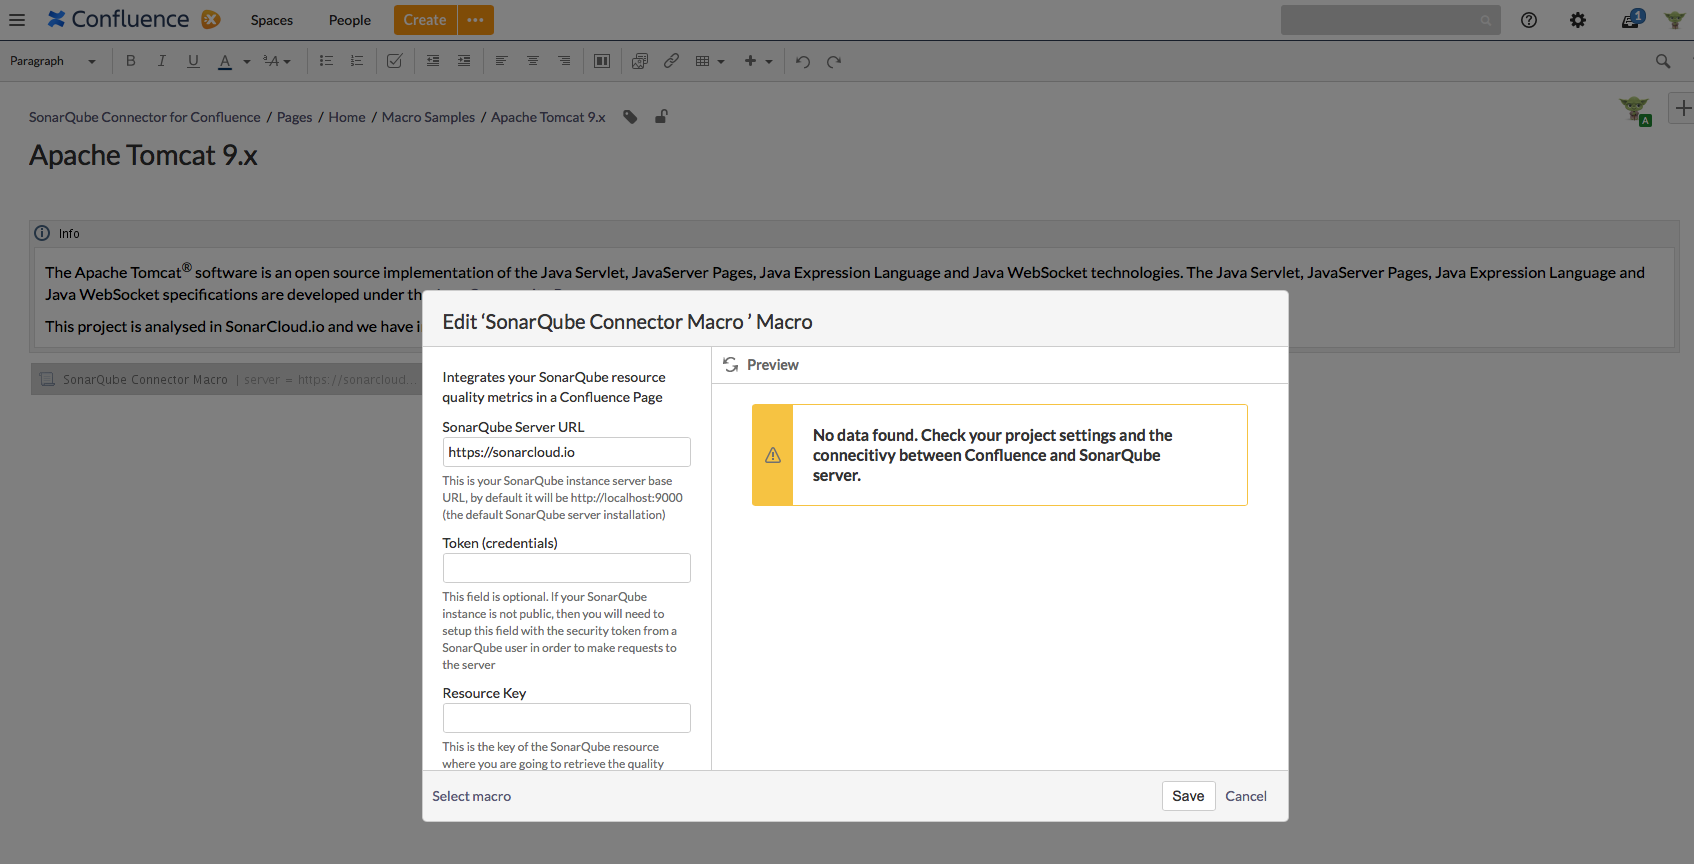 Confluence Spaces People Create
1
Paragraph B I U A ªA
SonarQube Connector for Confluence / Pages / Home / Macro Samples / Apache Tomcat 9.x
A
Apache Tomcat 9.x
Info
The Apache Tomcat® software is an open source implementation of the Java Servlet, JavaServer Pages, Java Expression Language and Java WebSocket technologies. The Java Servlet, JavaServer Pages, Java Expression Language and
Java WebSocket specifications are developed under th
This project is analysed in SonarCloud.io and we have i
SonarQube Connector Macro | server = https://sonarcloud...
Edit ‘SonarQube Connector Macro ’ Macro
Integrates your SonarQube resource
quality metrics in a Confluence Page
SonarQube Server URL
https://sonarcloud.io
This is your SonarQube instance server base
URL, by default it will be http://localhost:9000
(the default SonarQube server installation)
Token (credentials)
This field is optional. If your SonarQube
instance is not public, then you will need to
setup this field with the security token from a
SonarQube user in order to make requests to
the server
Resource Key
This is the key of the SonarQube resource
where you are going to retrieve the quality
Preview
No data found. Check your project settings and the
connecitivy between Confluence and SonarQube
server.
Select macro
Save Cancel